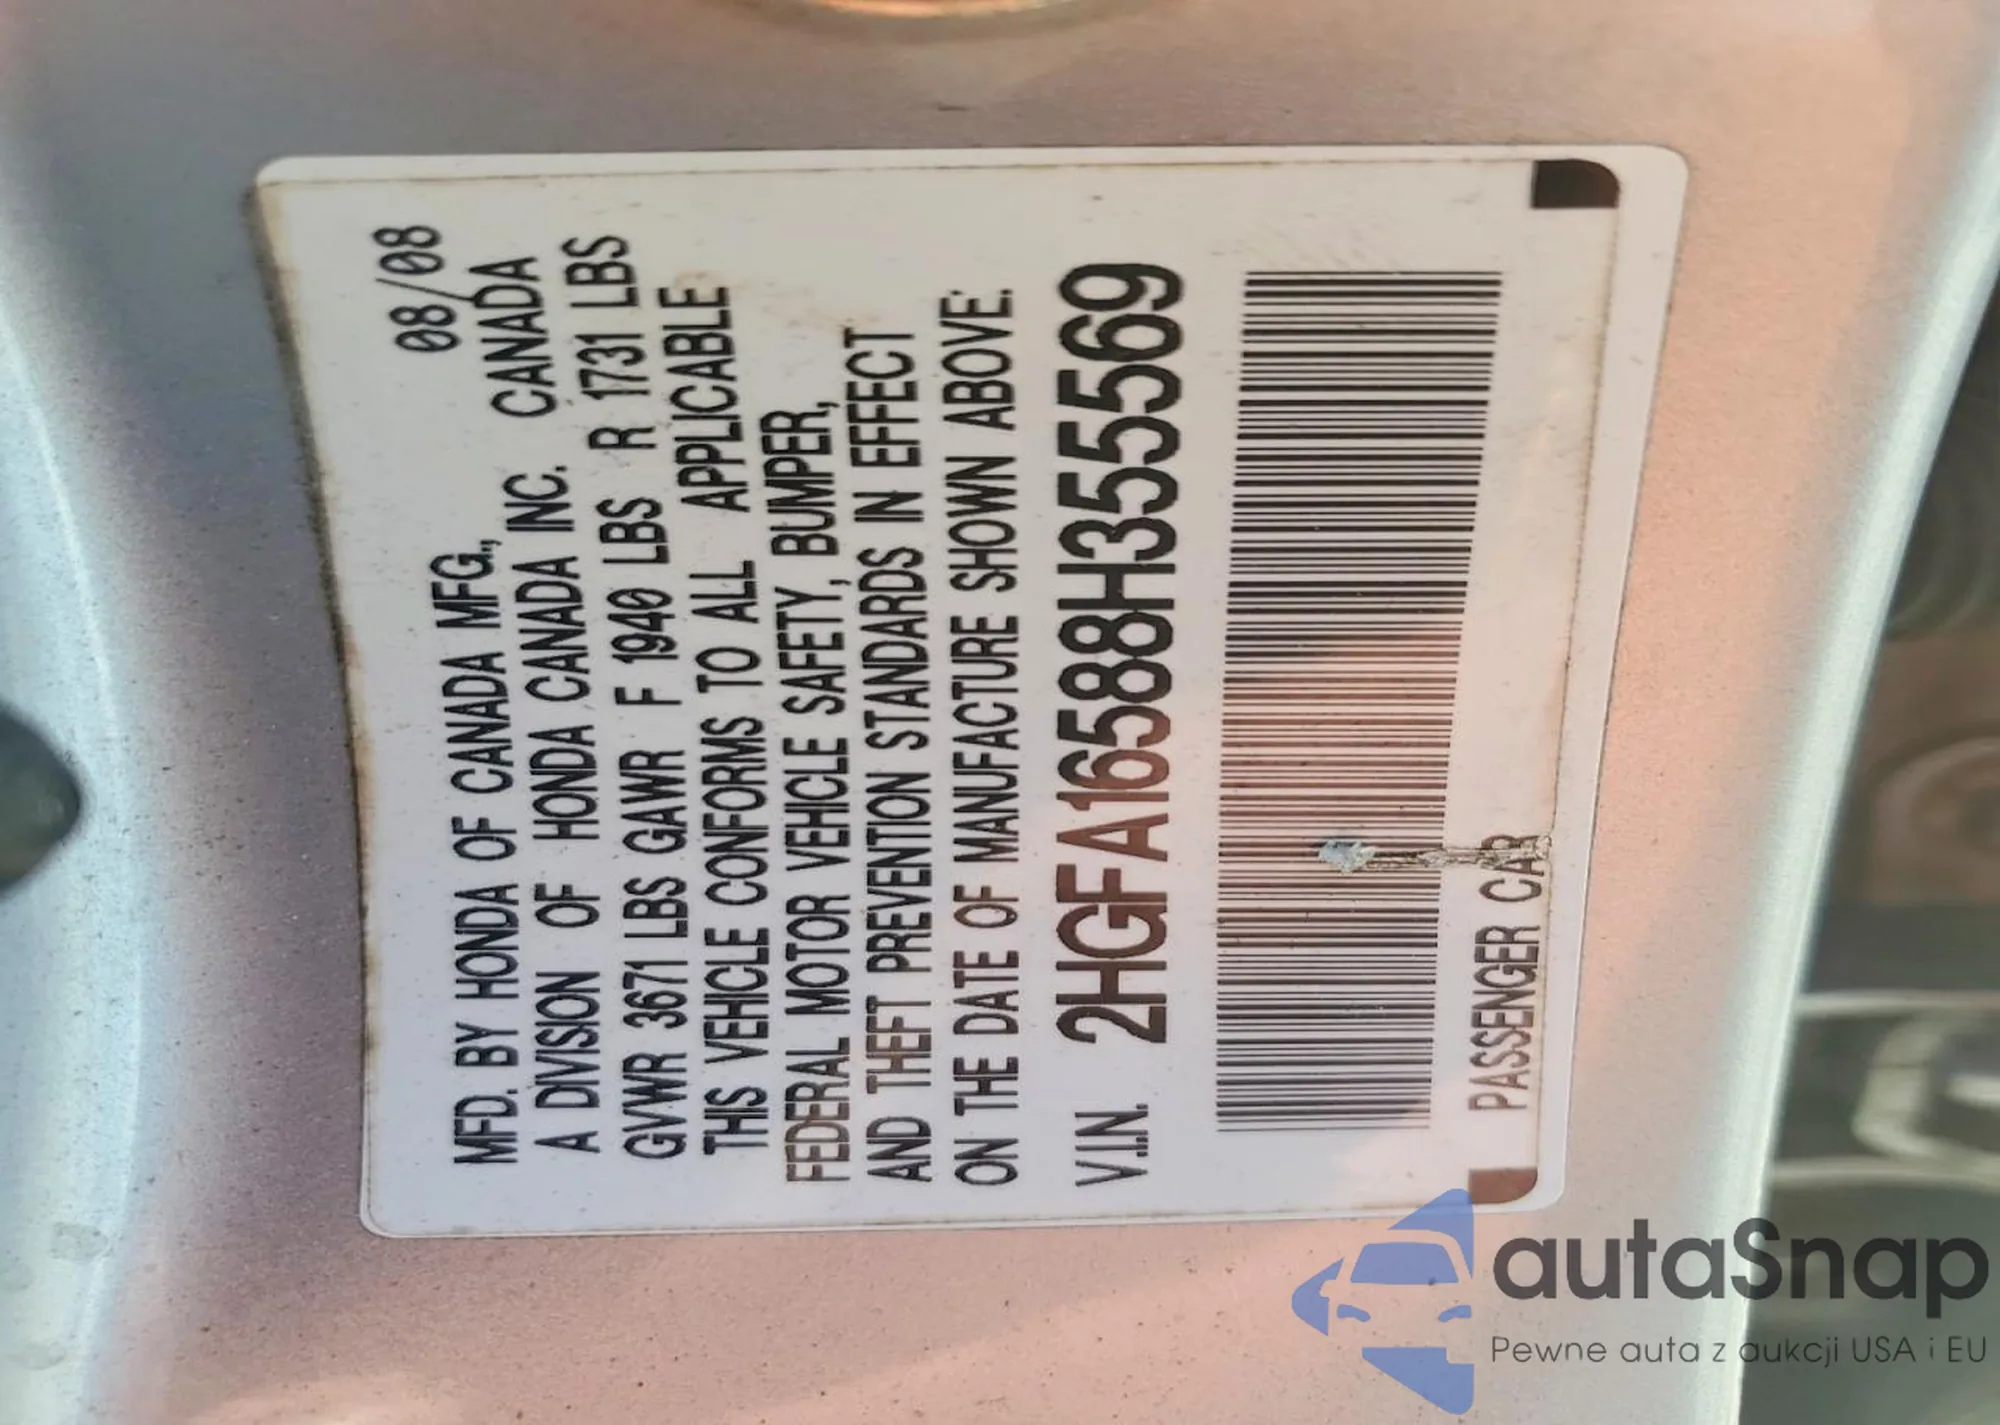 MFD. BY HONDA OF CANADA MFG., 08/08
A DIVISION OF HONDA CANADA INC. CANADA
GVWR 3671 LBS GAWR F 1940 LBS R 1731 LBS
THIS VEHICLE CONFORMS TO ALL APPLICABLE
FEDERAL MOTOR VEHICLE SAFETY, BUMPER,
AND THEFT PREVENTION STANDARDS IN EFFECT
ON THE DATE OF MANUFACTURE SHOWN ABOVE.
V.I.N. 2HGFA16588H355569
PASSENGER CAR
autaSnap
Pewne auta z aukcji USA i EU